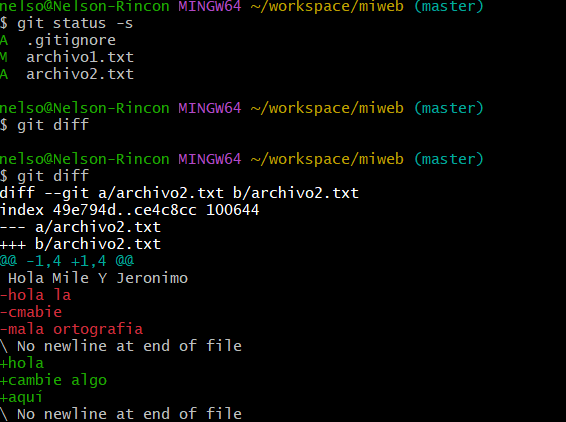 nelso@Nelson-Rincon MINGW64 ~/workspace/miweb (master)
$ git status -s
A  .gitignore
M  archivo1.txt
A  archivo2.txt
nelso@Nelson-Rincon MINGW64 ~/workspace/miweb (master)
$ git diff
nelso@Nelson-Rincon MINGW64 ~/workspace/miweb (master)
$ git diff
diff --git a/archivo2.txt b/archivo2.txt
index 49e794d..ce4c8cc 100644
--- a/archivo2.txt
+++ b/archivo2.txt
@@ -1,4 +1,4 @@
 Hola Mile Y Jeronimo
-hola la
-cmabie
-mala ortografia
\ No newline at end of file
+hola
+cambie algo
+aquí
\ No newline at end of file